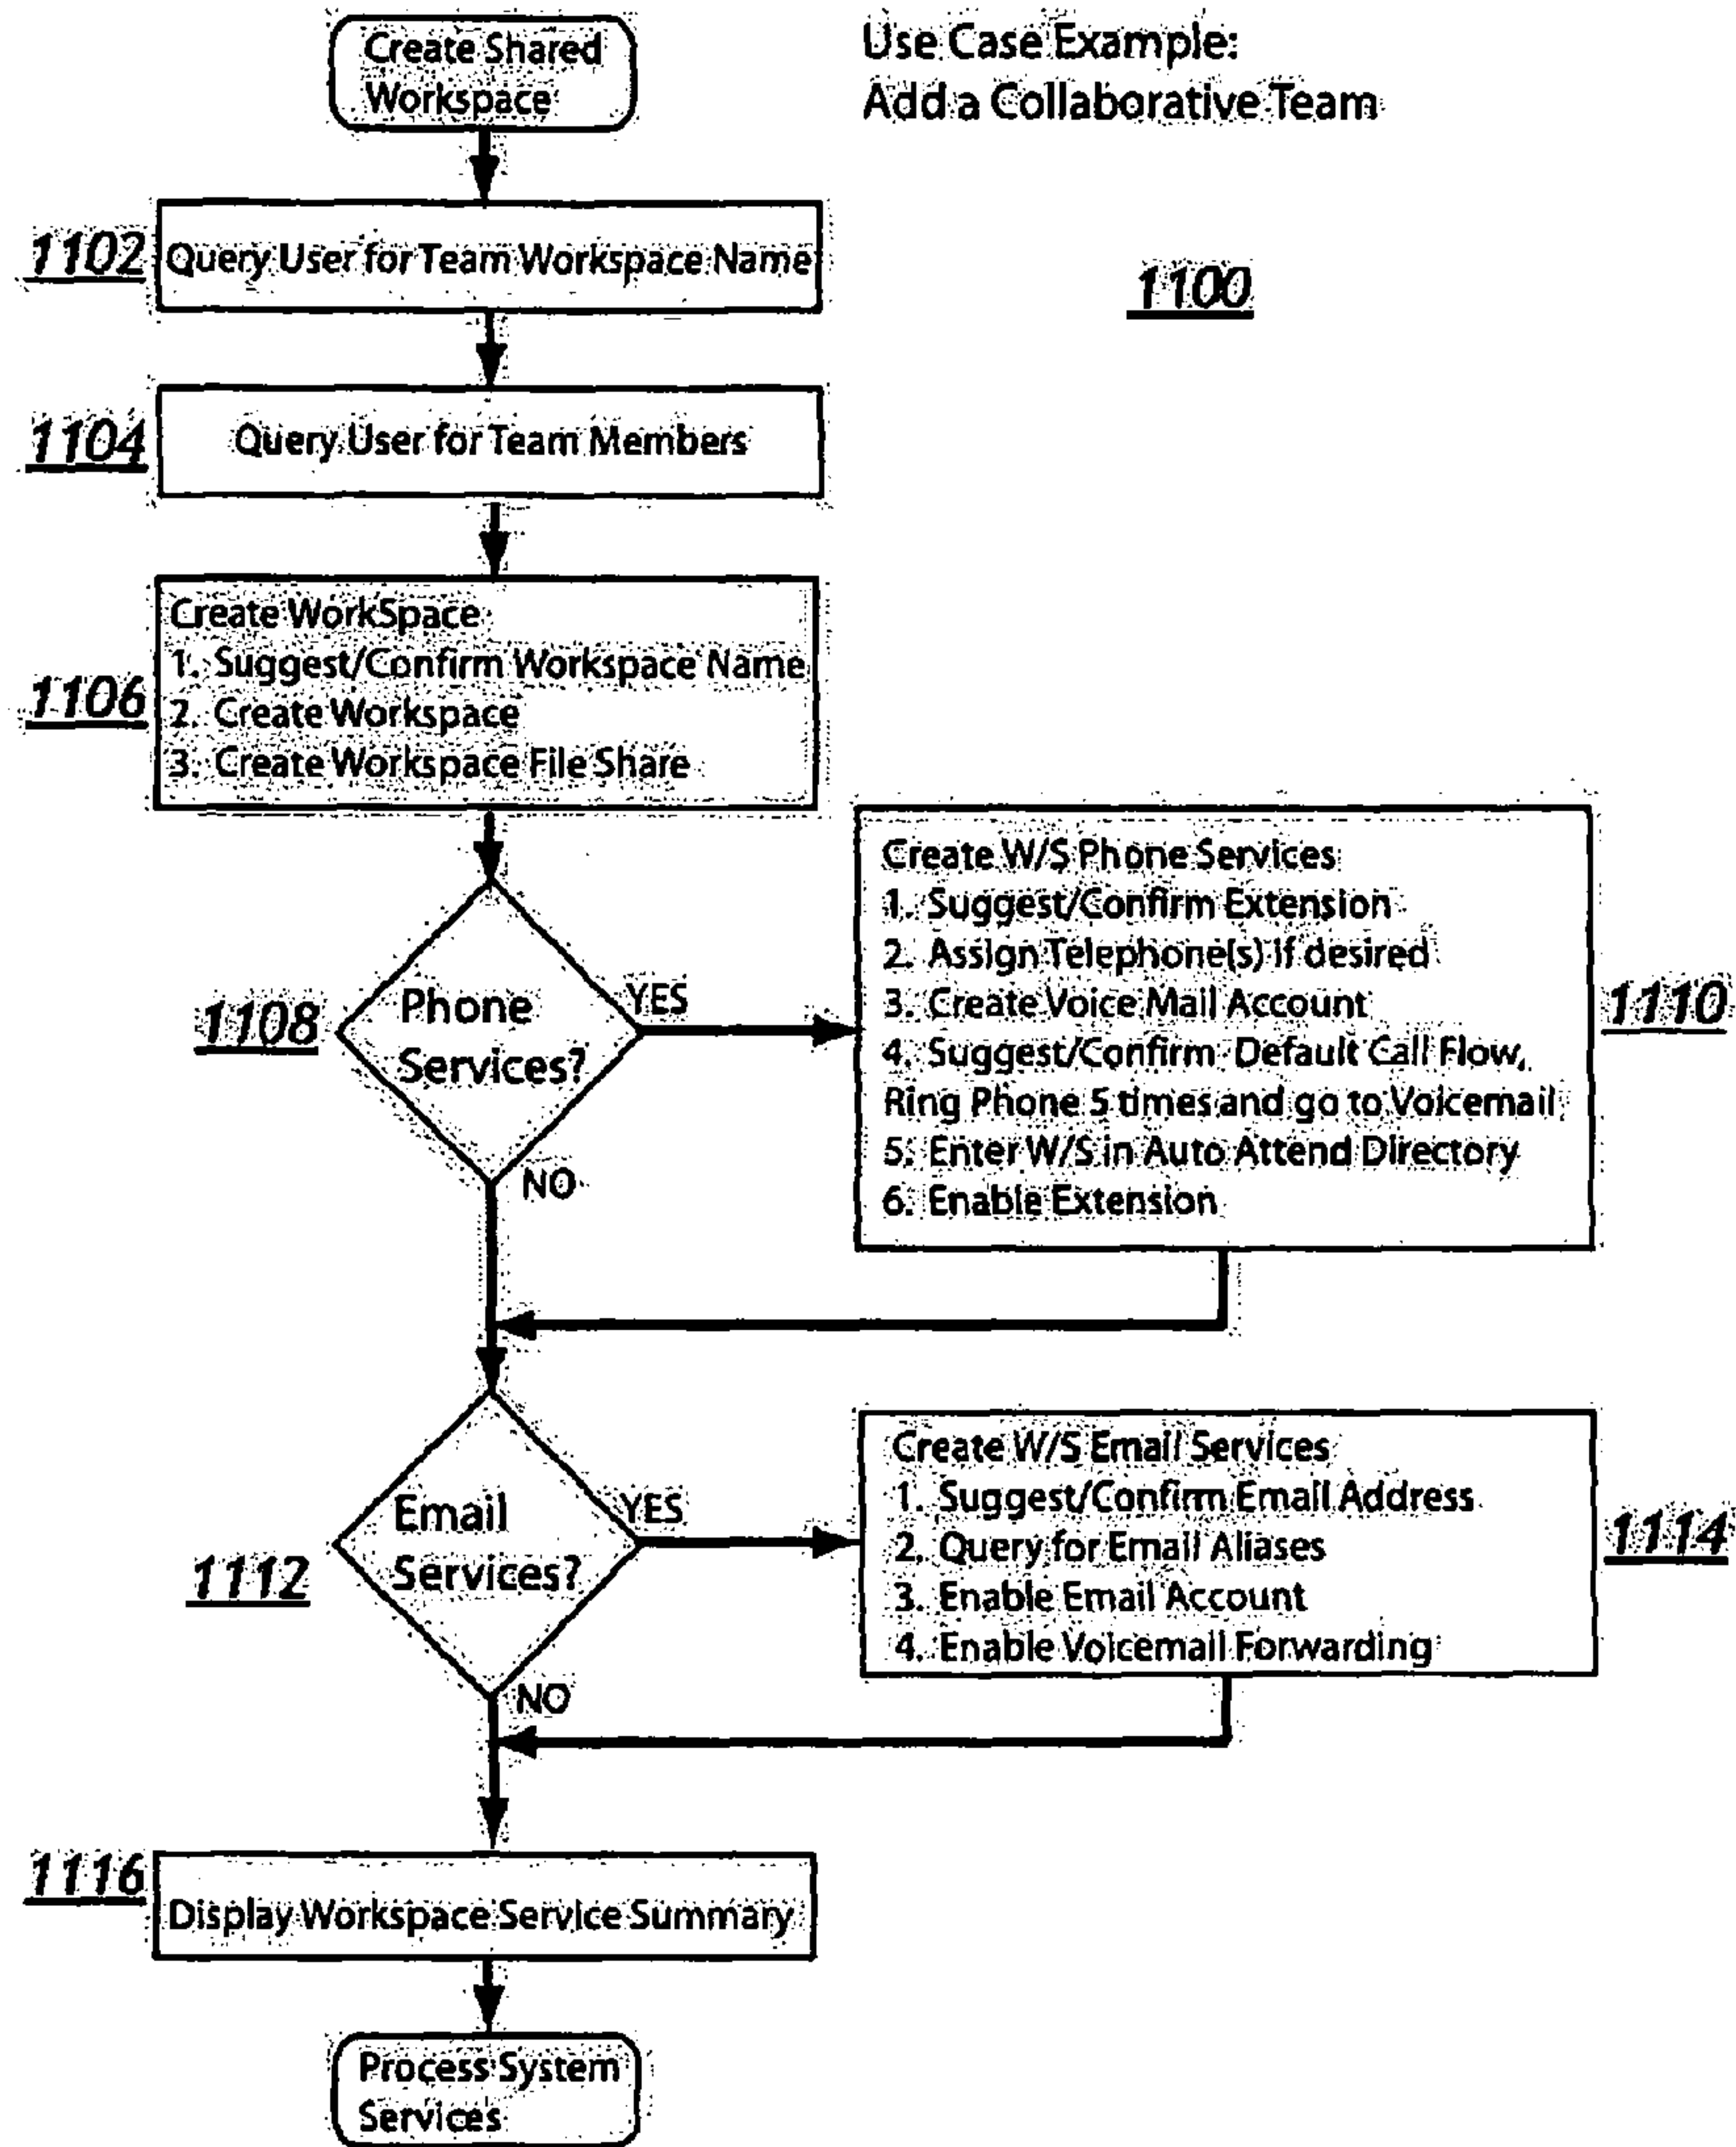 Create Shared
Workspace
Use Case Example:
Add a Collaborative Team
1102
Query User for Team Workspace Name
1100
1104
Query User for Team Members
1106
Create WorkSpace
1. Suggest/Confirm Workspace Name
2. Create Workspace
3. Create Workspace File Share
1108
Phone
Services?
YES
NO
Create W/S Phone Services
1. Suggest/Confirm Extension
2. Assign Telephone(s) if desired
3. Create Voice Mail Account
4. Suggest/Confirm Default Call Flow,
Ring Phone 5 times and go to Voicemail
5. Enter W/S in Auto Attend Directory
6. Enable Extension
1110
1112
Email
Services?
YES
NO
Create W/S Email Services
1. Suggest/Confirm Email Address
2. Query for Email Aliases
3. Enable Email Account
4. Enable Voicemail Forwarding
1114
1116
Display Workspace Service Summary
Process System
Services